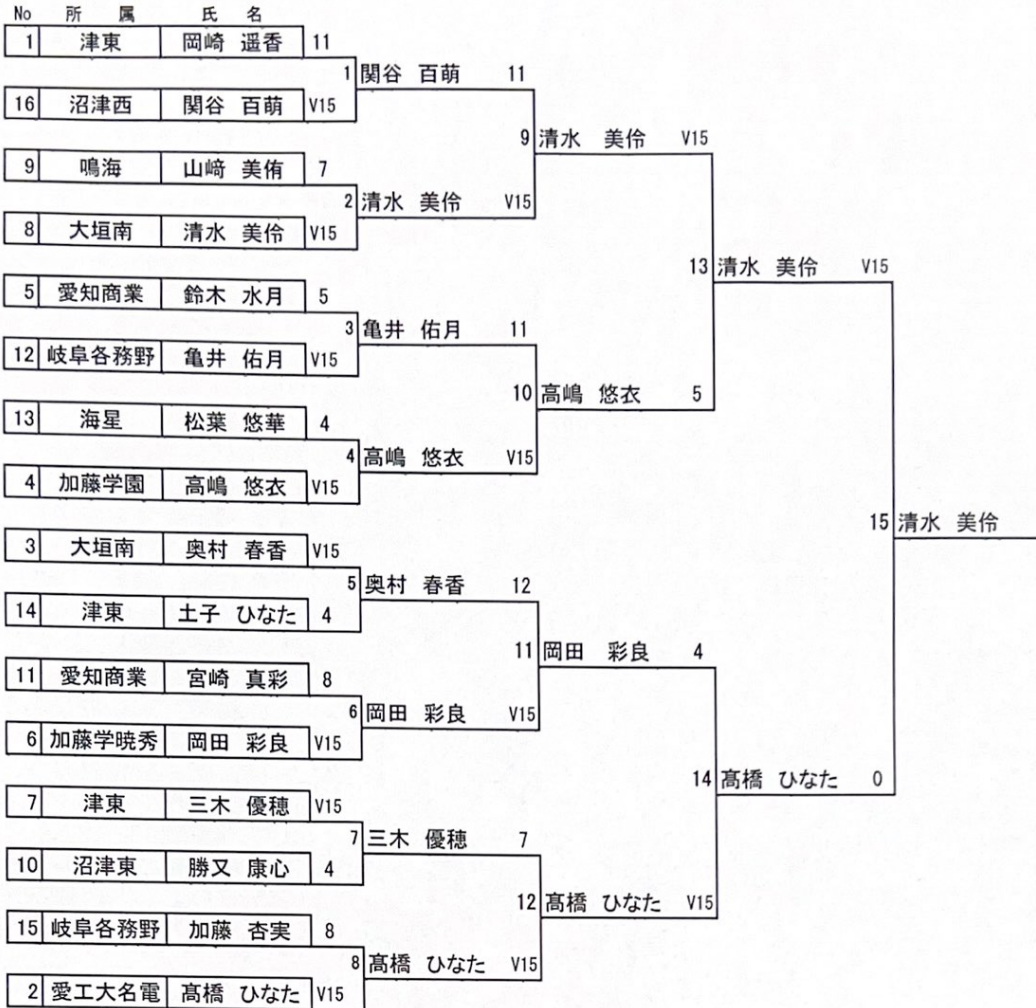 No 所 属 氏 名
1 津東 岡崎 遥香 11
1 関谷 百萌 11
16 沼津西 関谷 百萌 V15
9 清水 美伶 V15
9 鳴海 山﨑 美侑 7
2 清水 美伶 V15
8 大垣南 清水 美伶 V15
13 清水 美伶 V15
5 愛知商業 鈴木 水月 5
3 亀井 佑月 11
12 岐阜各務野 亀井 佑月 V15
10 高嶋 悠衣 5
13 海星 松葉 悠華 4
4 高嶋 悠衣 V15
4 加藤学園 高嶋 悠衣 V15
15 清水 美伶
3 大垣南 奥村 春香 V15
5 奥村 春香 12
14 津東 土子 ひなた 4
11 岡田 彩良 4
11 愛知商業 宮崎 真彩 8
6 岡田 彩良 V15
6 加藤学暁秀 岡田 彩良 V15
14 髙橋 ひなた 0
7 津東 三木 優穂 V15
7 三木 優穂 7
10 沼津東 勝又 康心 4
12 髙橋 ひなた V15
15 岐阜各務野 加藤 杏実 8
8 髙橋 ひなた V15
2 愛工大名電 髙橋 ひなた V15